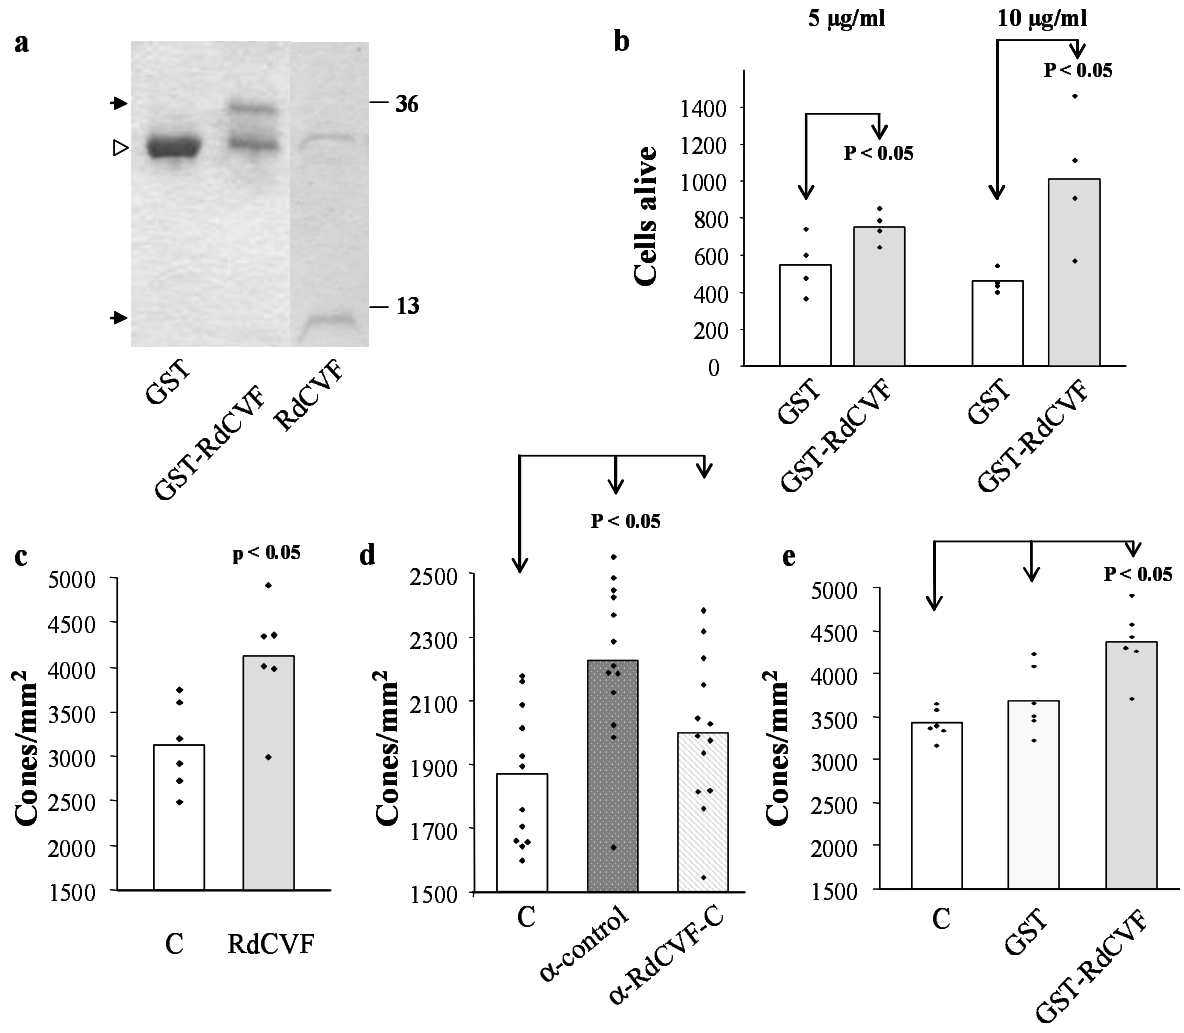 a
36
13
GST
GST-RdCVF
RdCVF
b
5 µg/ml
10 µg/ml
P < 0.05
P < 0.05
Cells alive
1400
1200
1000
800
600
400
200
0
GST
GST-RdCVF
GST
GST-RdCVF
c
p < 0.05
Cones/mm²
5000
4500
4000
3500
3000
2500
2000
1500
C
RdCVF
d
P < 0.05
Cones/mm²
2500
2300
2100
1900
1700
1500
C
α-control
α-RdCVF-C
e
P < 0.05
Cones/mm²
5000
4500
4000
3500
3000
2500
2000
1500
C
GST
GST-RdCVF